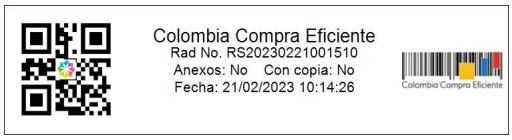 Colombia Compra Eficiente
Rad No. RS20230221001510
Anexos: No Con copia: No
Fecha: 21/02/2023 10:14:26
Colombia Compra Eficiente